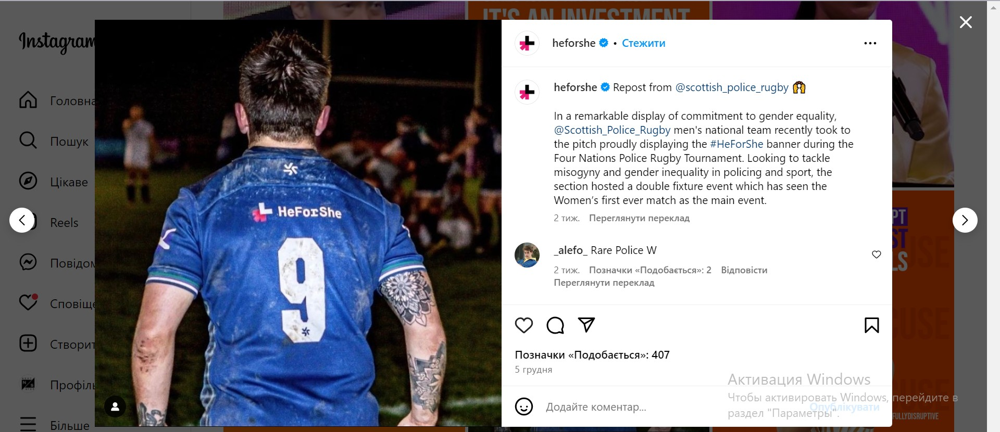 IT'S AN INVESTMENT
Instagram
Головна
Пошук
Цікаве
Reels
Повідом
Сповіще
Створит
Профіль
Більше
HeForShe
9
heforshe • Стежити
heforshe Repost from @scottish_police_rugby
In a remarkable display of commitment to gender equality,
@Scottish_Police_Rugby men's national team recently took to
the pitch proudly displaying the #HeForShe banner during the
Four Nations Police Rugby Tournament. Looking to tackle
misogyny and gender inequality in policing and sport, the
section hosted a double fixture event which has seen the
Women’s first ever match as the main event.
2 тиж. Переглянути переклад
_alefo_ Rare Police W
2 тиж. Позначки «Подобається»: 2 Відповісти
Переглянути переклад
Позначки «Подобається»: 407
5 грудня
Додайте коментар...
Опублікувати
Активация Windows
Чтобы активировать Windows, перейдите в
раздел "Параметры".
FULLYDISRUPTIVE